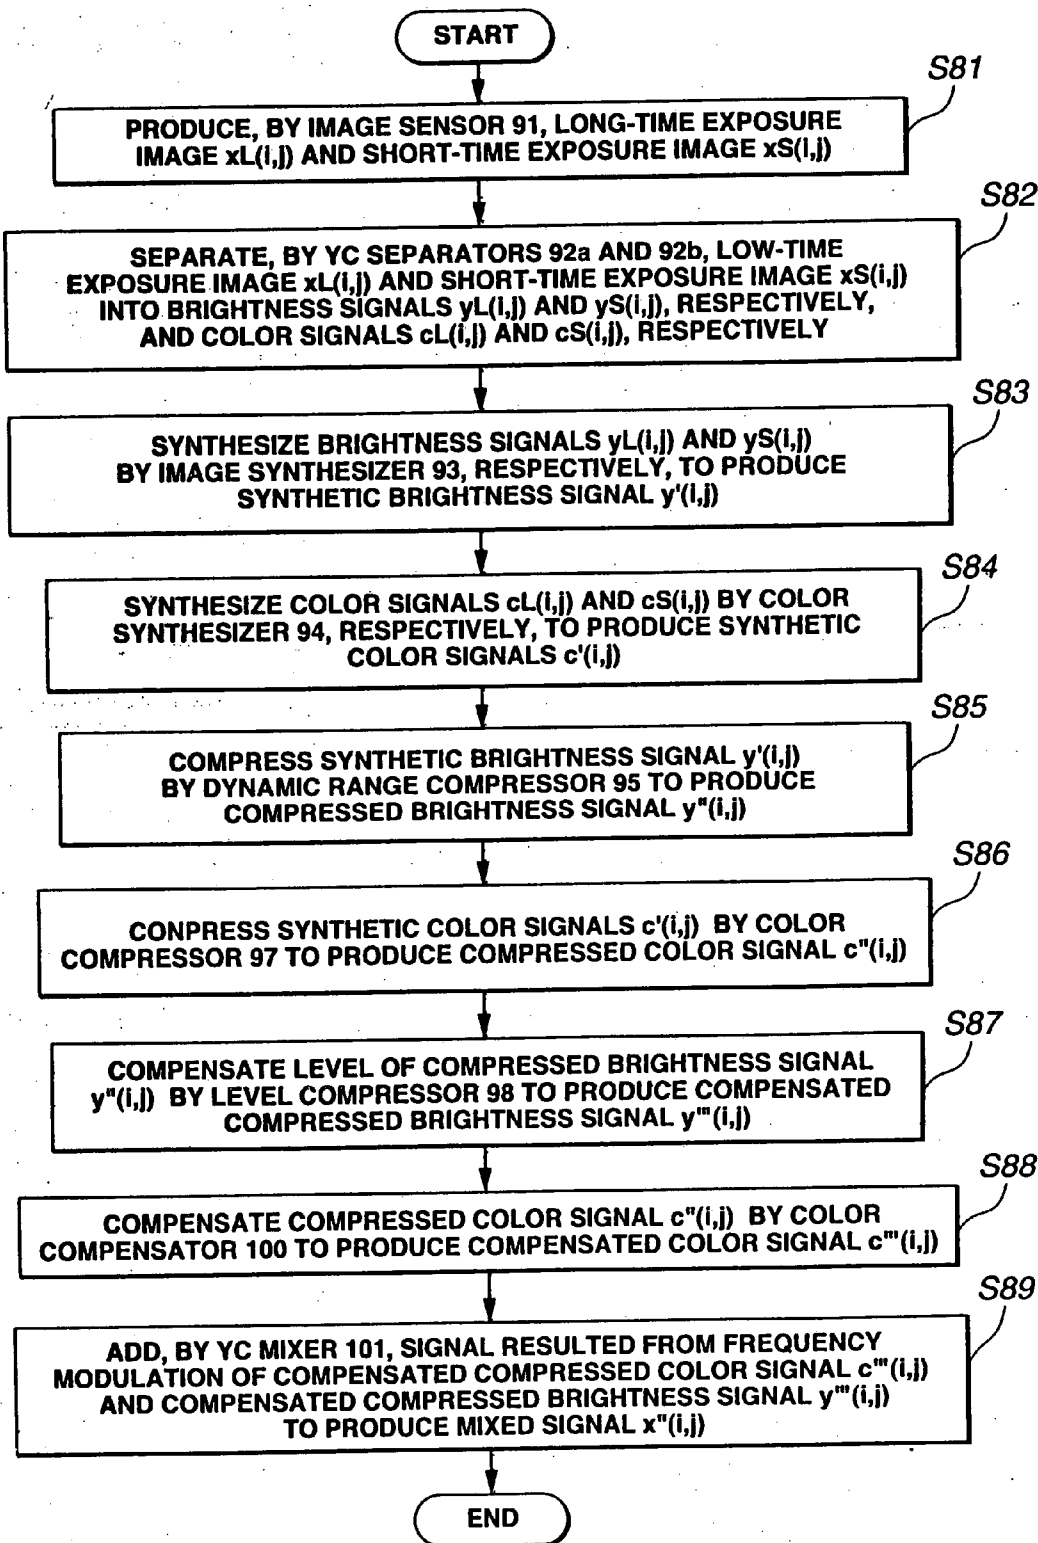 START
S81
PRODUCE, BY IMAGE SENSOR 91, LONG-TIME EXPOSURE
IMAGE xL(i,j) AND SHORT-TIME EXPOSURE IMAGE xS(i,j)
S82
SEPARATE, BY YC SEPARATORS 92a AND 92b, LOW-TIME
EXPOSURE IMAGE xL(i,j) AND SHORT-TIME EXPOSURE IMAGE xS(i,j)
INTO BRIGHTNESS SIGNALS yL(i,j) AND yS(i,j), RESPECTIVELY,
AND COLOR SIGNALS cL(i,j) AND cS(i,j), RESPECTIVELY
S83
SYNTHESIZE BRIGHTNESS SIGNALS yL(i,j) AND yS(i,j)
BY IMAGE SYNTHESIZER 93, RESPECTIVELY, TO PRODUCE
SYNTHETIC BRIGHTNESS SIGNAL y'(i,j)
S84
SYNTHESIZE COLOR SIGNALS cL(i,j) AND cS(i,j) BY COLOR
SYNTHESIZER 94, RESPECTIVELY, TO PRODUCE SYNTHETIC
COLOR SIGNALS c'(i,j)
S85
COMPRESS SYNTHETIC BRIGHTNESS SIGNAL y'(i,j)
BY DYNAMIC RANGE COMPRESSOR 95 TO PRODUCE
COMPRESSED BRIGHTNESS SIGNAL y"(i,j)
S86
CONPRESS SYNTHETIC COLOR SIGNALS c'(i,j) BY COLOR
COMPRESSOR 97 TO PRODUCE COMPRESSED COLOR SIGNAL c"(i,j)
S87
COMPENSATE LEVEL OF COMPRESSED BRIGHTNESS SIGNAL
y"(i,j) BY LEVEL COMPRESSOR 98 TO PRODUCE COMPENSATED
COMPRESSED BRIGHTNESS SIGNAL y'''(i,j)
S88
COMPENSATE COMPRESSED COLOR SIGNAL c"(i,j) BY COLOR
COMPENSATOR 100 TO PRODUCE COMPENSATED COLOR SIGNAL c'''(i,j)
S89
ADD, BY YC MIXER 101, SIGNAL RESULTED FROM FREQUENCY
MODULATION OF COMPENSATED COMPRESSED COLOR SIGNAL c'''(i,j)
AND COMPENSATED COMPRESSED BRIGHTNESS SIGNAL y'''(i,j)
TO PRODUCE MIXED SIGNAL x"(i,j)
END